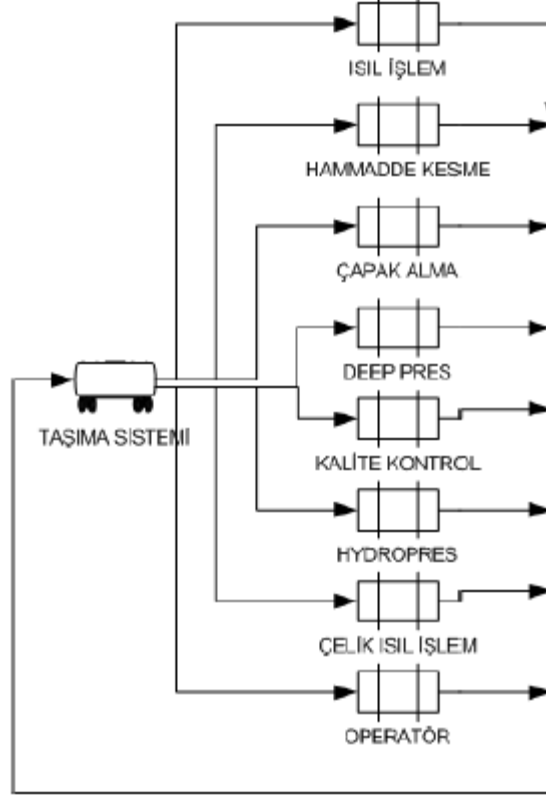 ISIL İŞLEM
HAMMADDE KESME
ÇAPAK ALMA
DEEP PRES
TAŞIMA SİSTEMİ
KALİTE KONTROL
HYDROPRES
ÇELİK ISIL İŞLEM
OPERATÖR